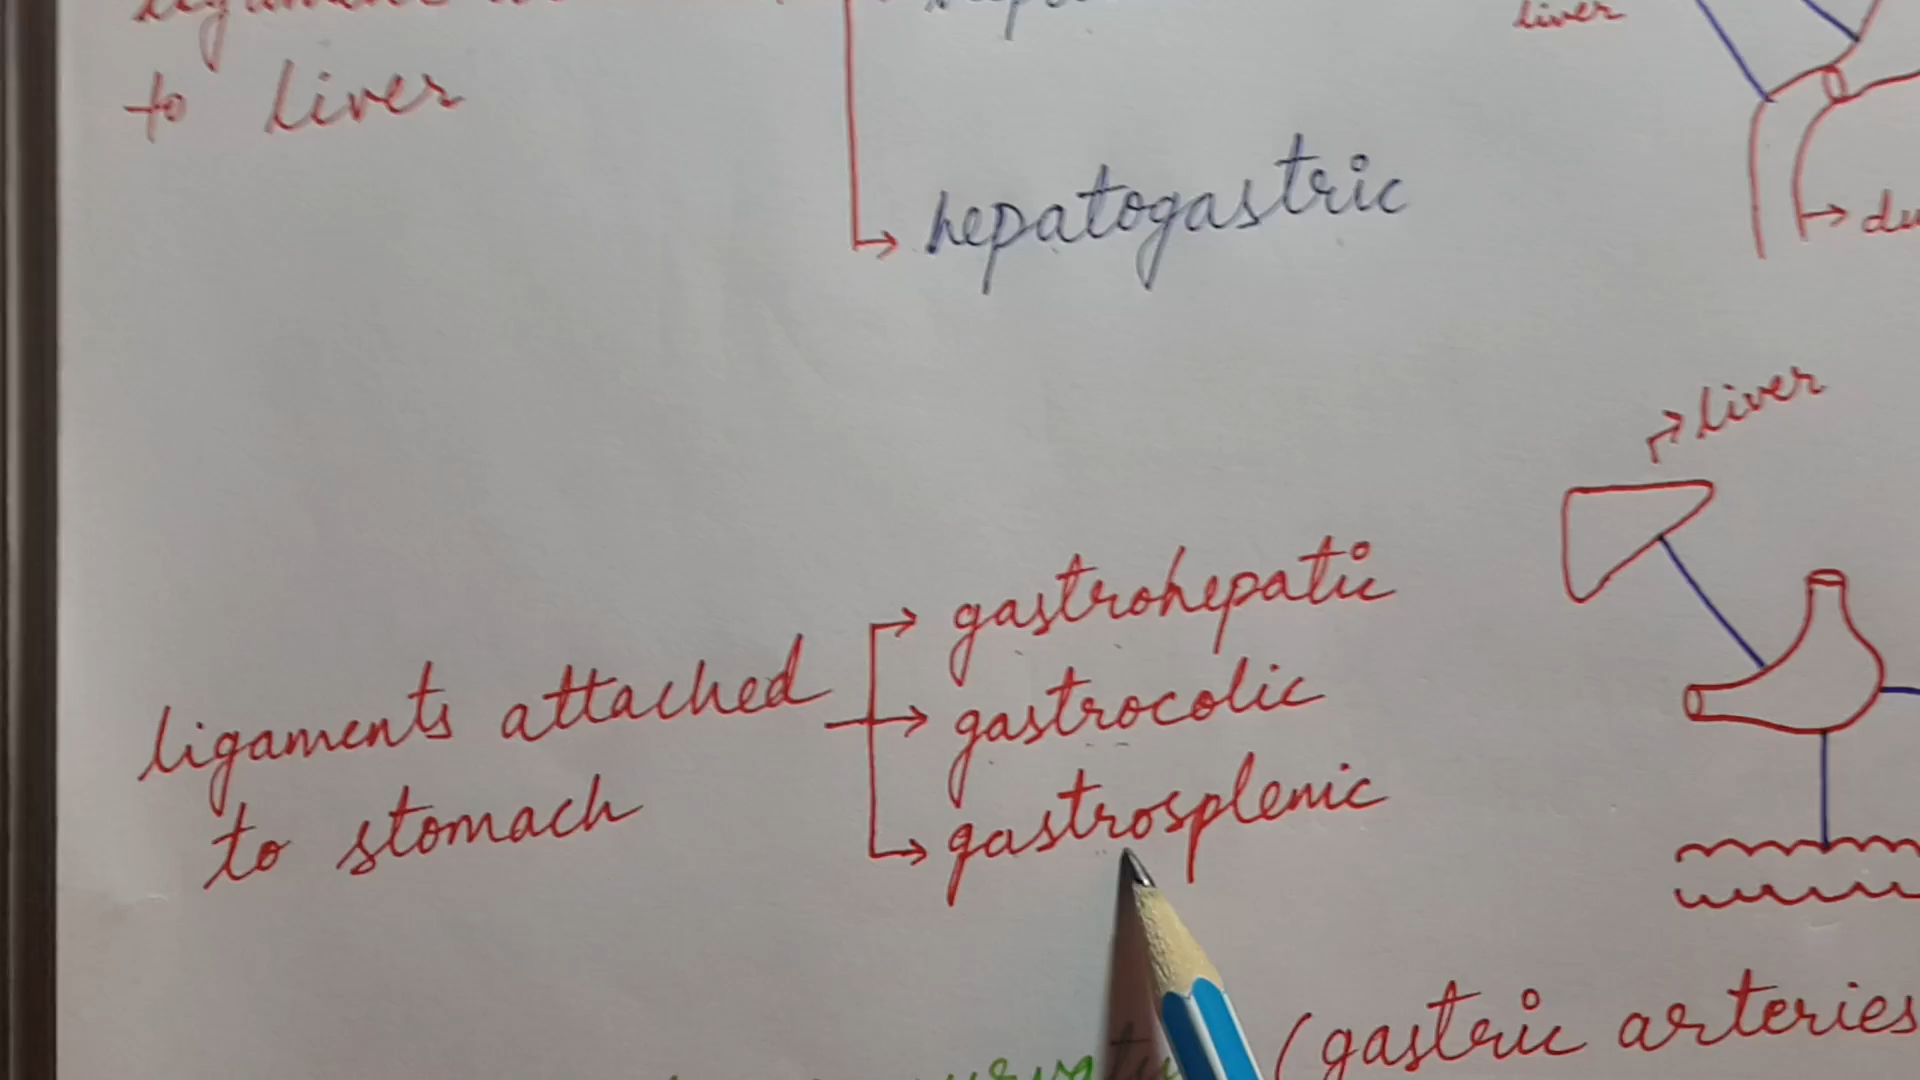 to liver
hepatogastric
liver
liver
ligaments attached
to stomach
gastrohepatic
gastrocolic
gastrosplenic
(gastric arteries